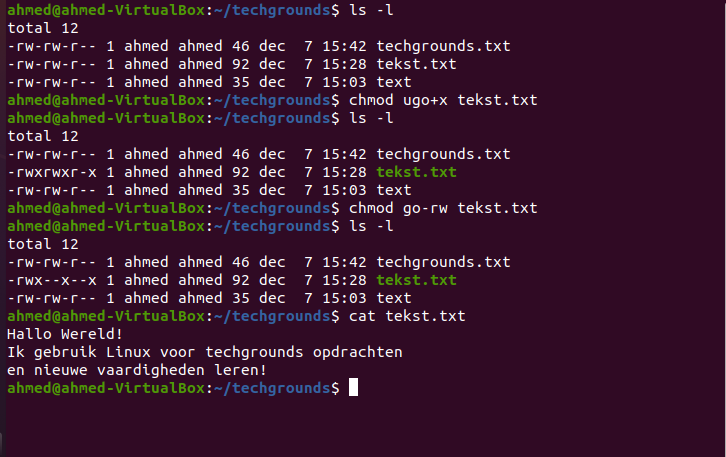 ahmed@ahmed-VirtualBox:~/techgrounds$ ls -l
total 12
-rw-rw-r-- 1 ahmed ahmed 46 dec  7 15:42 techgrounds.txt
-rw-rw-r-- 1 ahmed ahmed 92 dec  7 15:28 tekst.txt
-rw-rw-r-- 1 ahmed ahmed 35 dec  7 15:03 text
ahmed@ahmed-VirtualBox:~/techgrounds$ chmod ugo+x tekst.txt
ahmed@ahmed-VirtualBox:~/techgrounds$ ls -l
total 12
-rw-rw-r-- 1 ahmed ahmed 46 dec  7 15:42 techgrounds.txt
-rwxrwxr-x 1 ahmed ahmed 92 dec  7 15:28 tekst.txt
-rw-rw-r-- 1 ahmed ahmed 35 dec  7 15:03 text
ahmed@ahmed-VirtualBox:~/techgrounds$ chmod go-rw tekst.txt
ahmed@ahmed-VirtualBox:~/techgrounds$ ls -l
total 12
-rw-rw-r-- 1 ahmed ahmed 46 dec  7 15:42 techgrounds.txt
-rwx--x--x 1 ahmed ahmed 92 dec  7 15:28 tekst.txt
-rw-rw-r-- 1 ahmed ahmed 35 dec  7 15:03 text
ahmed@ahmed-VirtualBox:~/techgrounds$ cat tekst.txt
Hallo Wereld!
Ik gebruik Linux voor techgrounds opdrachten
en nieuwe vaardigheden leren!
ahmed@ahmed-VirtualBox:~/techgrounds$